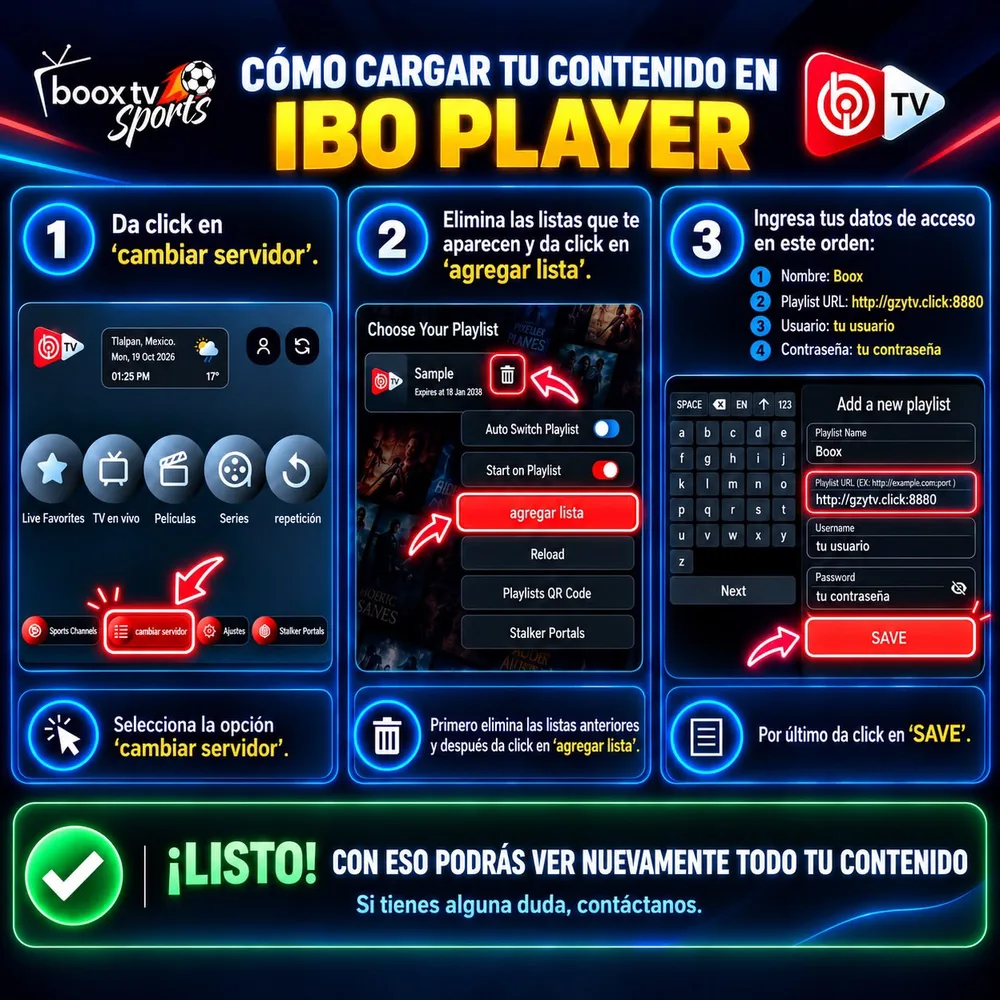 boox tv
Sports
CÓMO CARGAR TU CONTENIDO EN
IBO PLAYER
TV
1
Da click en
'cambiar servidor'.
TV
Tlalpan, Mexico.
Mon, 19 Oct 2026
01:25 PM
17°
Live Favorites
TV en vivo
Peliculas
Series
repetición
Sports Channels
cambiar servidor
Ajustes
Stalker Portals
Selecciona la opción
'cambiar servidor'.
2
Elimina las listas que te
aparecen y da click en
'agregar lista'.
Choose Your Playlist
TV
Sample
Expires at 18 Jan 2038
Auto Switch Playlist
Start on Playlist
agregar lista
Reload
Playlists QR Code
Stalker Portals
Primero elimina las listas anteriores
y después da click en 'agregar lista'.
3
Ingresa tus datos de acceso
en este orden:
1 Nombre: Boox
2 Playlist URL: http://gzytv.click:8880
3 Usuario: tu usuario
4 Contraseña: tu contraseña
SPACE EN 123
a b c d e
f g h i j
k l m n o
p q r s t
u v w x y
z
Next
Add a new playlist
Playlist Name
Boox
Playlist URL (EX: http://example.com:port )
http://gzytv.click:8880
Username
tu usuario
Password
tu contraseña
SAVE
Por último da click en 'SAVE'.
¡LISTO! CON ESO PODRÁS VER NUEVAMENTE TODO TU CONTENIDO
Si tienes alguna duda, contáctanos.